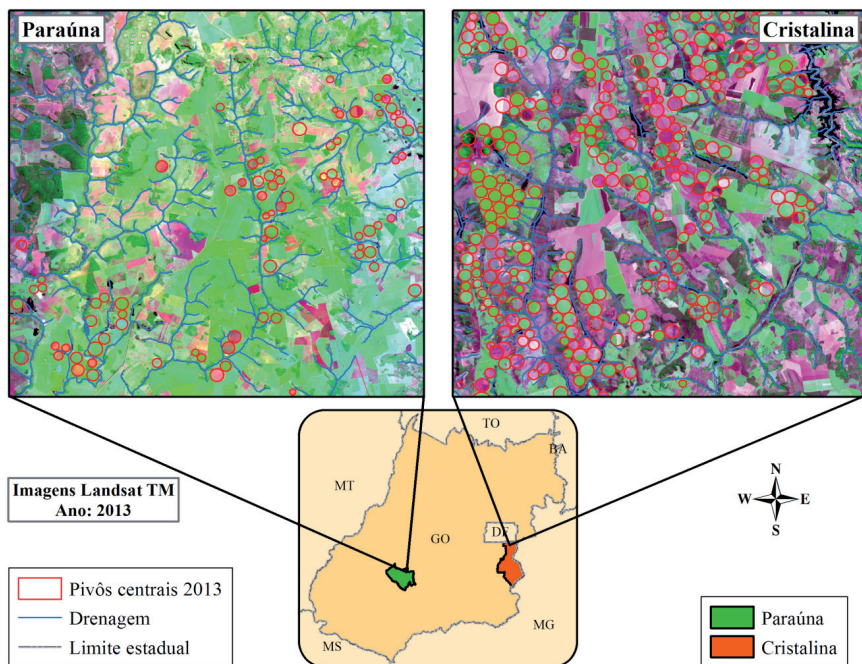 Paraúna
Cristalina
TO
BA
MT
DF
GO
MG
MS
Imagens Landsat TM
Ano: 2013
N
W
E
S
Pivôs centrais 2013
Drenagem
Limite estadual
Paraúna
Cristalina